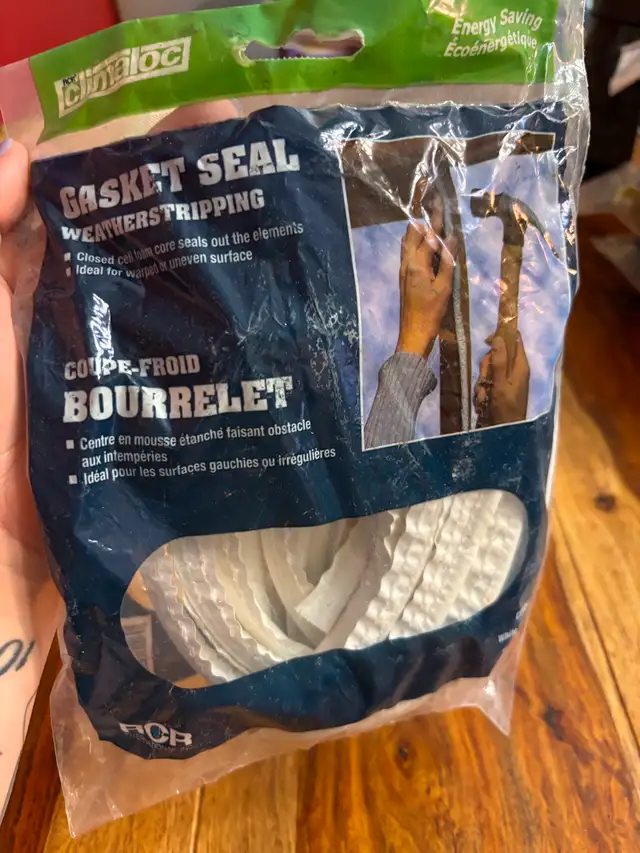 RCR
climaloc
Energy Saving
Écoénergétique
GASKET SEAL
WEATHERSTRIPPING
Closed cell foam core seals out the elements
Ideal for warped or uneven surface
COUPE-FROID
BOURRELET
Centre en mousse étanché faisant obstacle
aux intempéries
Idéal pour les surfaces gauchies ou irrégulières
RCR